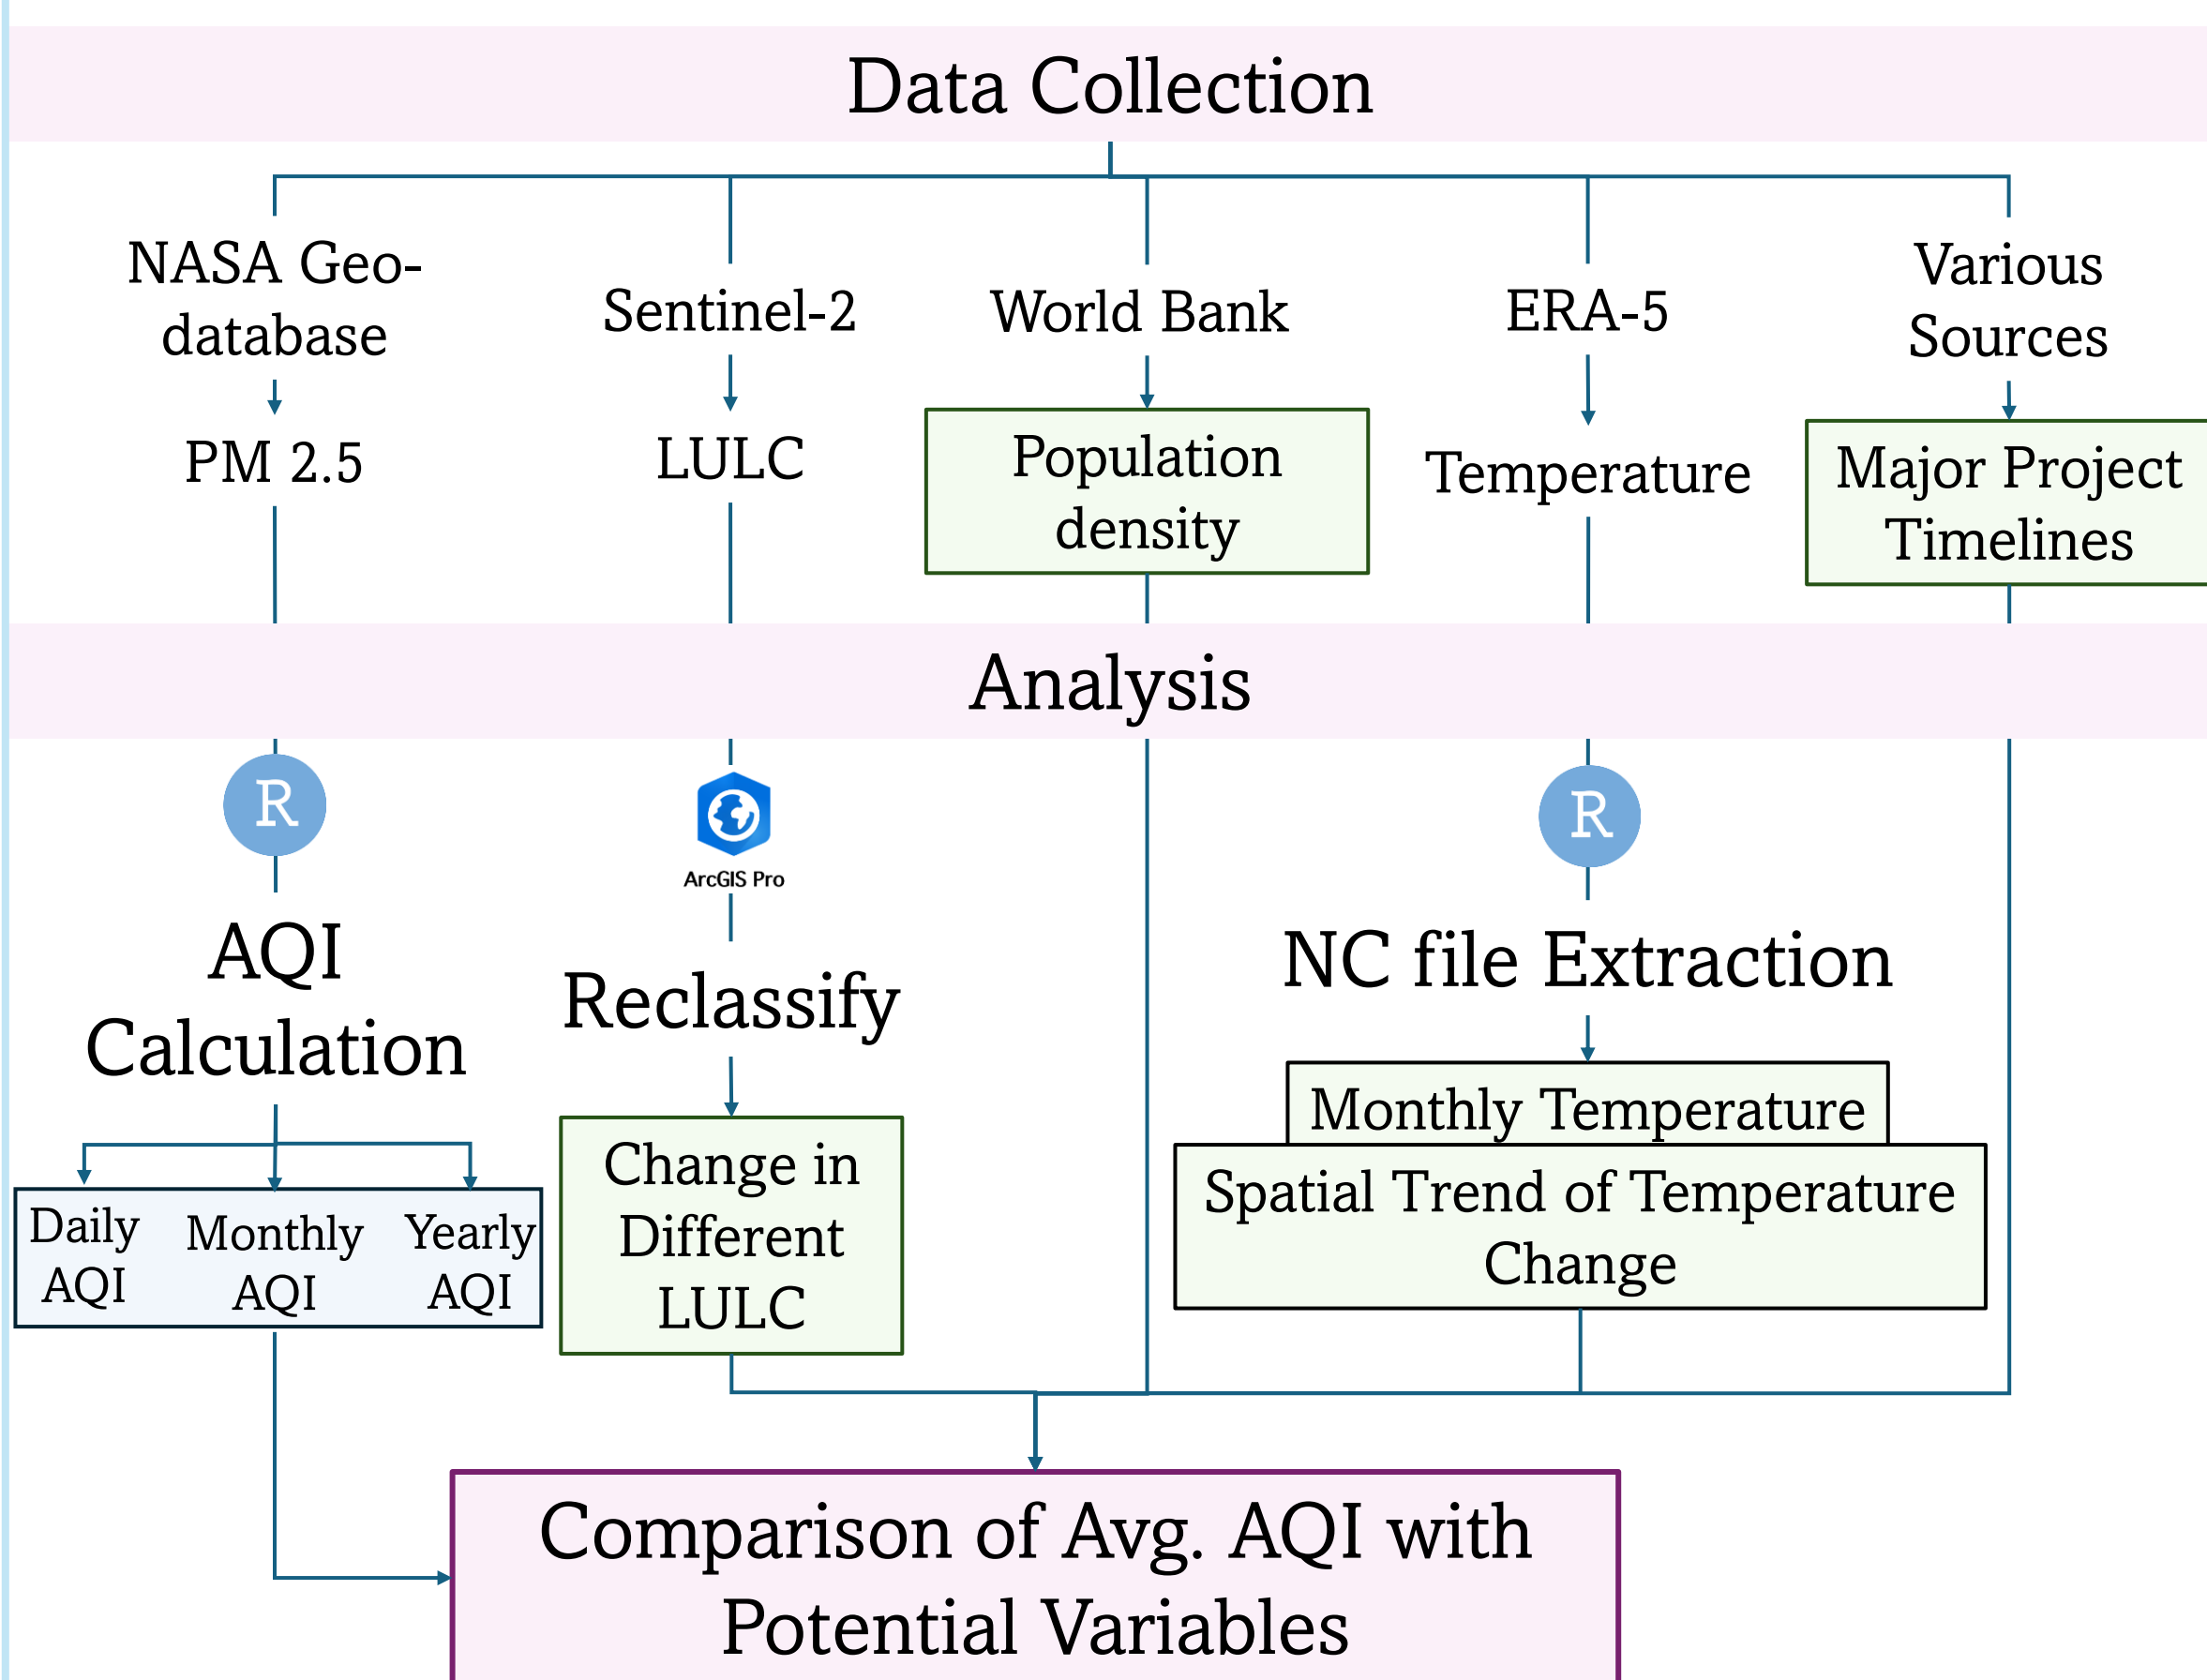 Data Collection
NASA Geo-
database
Sentinel-2
World Bank
ERA-5
Various
Sources
PM 2.5
LULC
Population
density
Temperature
Major Project
Timelines
Analysis
R
ArcGIS Pro
R
AQI
Calculation
Reclassify
NC file Extraction
Daily
AQI
Monthly
AQI
Yearly
AQI
Change in
Different
LULC
Monthly Temperature
Spatial Trend of Temperature
Change
Comparison of Avg. AQI with
Potential Variables